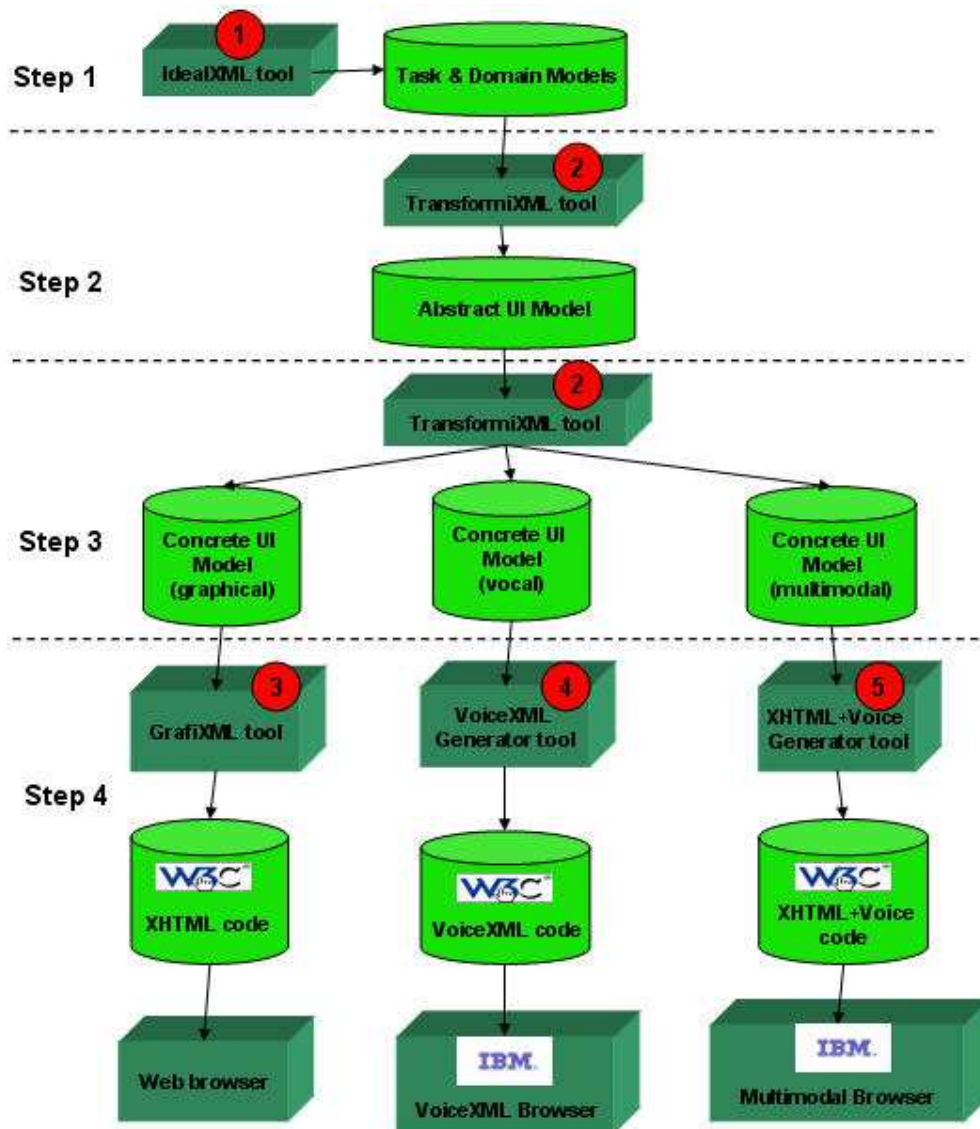 1
IdealXML tool
Step 1
Task & Domain Models
2
TransformiXML tool
Step 2
Abstract UI Model
2
TransformiXML tool
Step 3
Concrete UI
Model
(graphical)
Concrete UI
Model
(vocal)
Concrete UI
Model
(multimodal)
Step 4
3
GrafiXML tool
4
VoiceXML
Generator tool
5
XHTML+Voice
Generator tool
W3C
XHTML code
W3C
VoiceXML code
W3C
XHTML+Voice
code
Web browser
IBM
VoiceXML Browser
IBM
Multimodal Browser